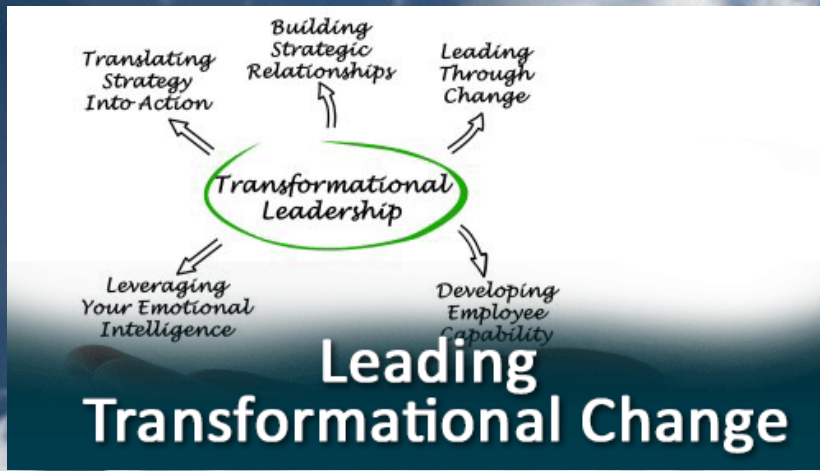 Building
Strategic
Relationships
Translating
Strategy
Into Action
Leading
Through
Change
Transformational
Leadership
Leveraging
Your Emotional
Intelligence
Developing
Employee
Capability
Leading
Transformational Change